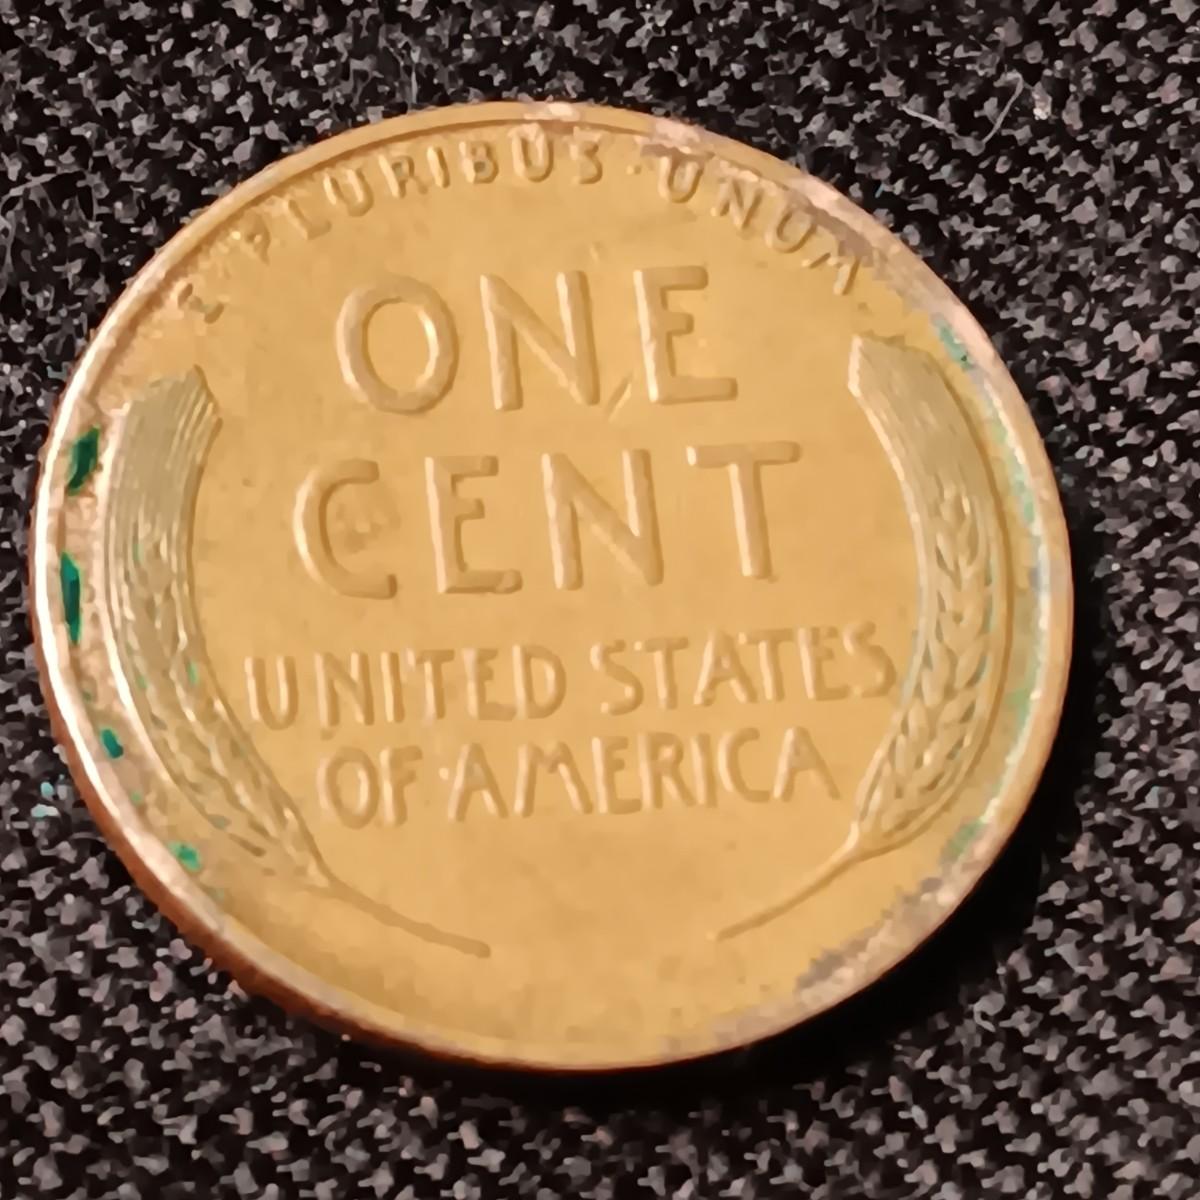 E PLURIBUS · UNUM
ONE
CENT
UNITED STATES
OF AMERICA